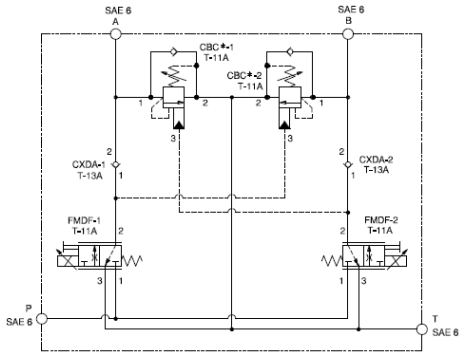 SAE 6
A
SAE 6
B
CBC*-1
T-11A
CBC*-2
T-11A
1
2
2
1
3
3
2
CXDA-1
T-13A
1
2
CXDA-2
T-13A
1
FMDF-1
T-11A
2
FMDF-2
T-11A
2
3
1
1
3
P
SAE 6
T
SAE 6